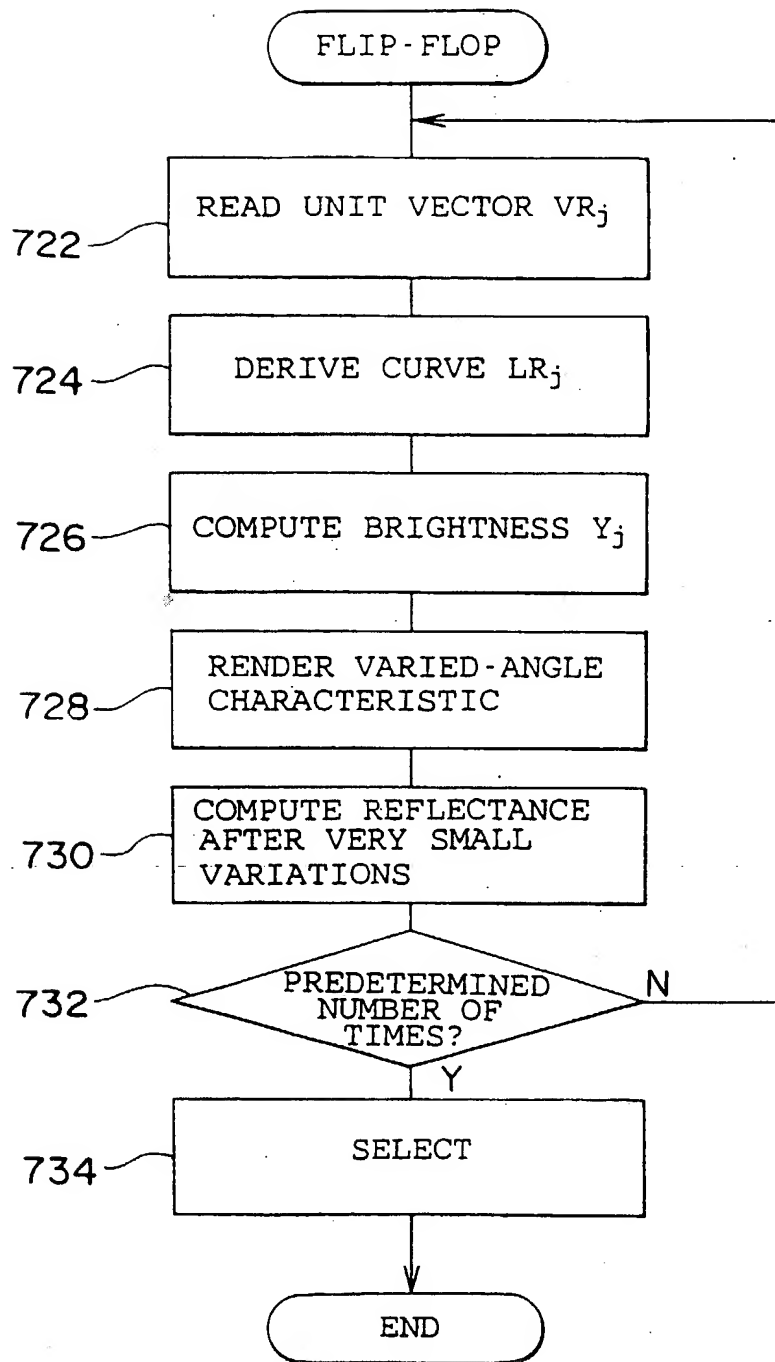 FLIP-FLOP
READ UNIT VECTOR VRj
722
DERIVE CURVE LRj
724
COMPUTE BRIGHTNESS Yj
726
RENDER VARIED-ANGLE
CHARACTERISTIC
728
COMPUTE REFLECTANCE
AFTER VERY SMALL
VARIATIONS
730
PREDETERMINED
NUMBER OF
TIMES?
732
N
Y
SELECT
734
END